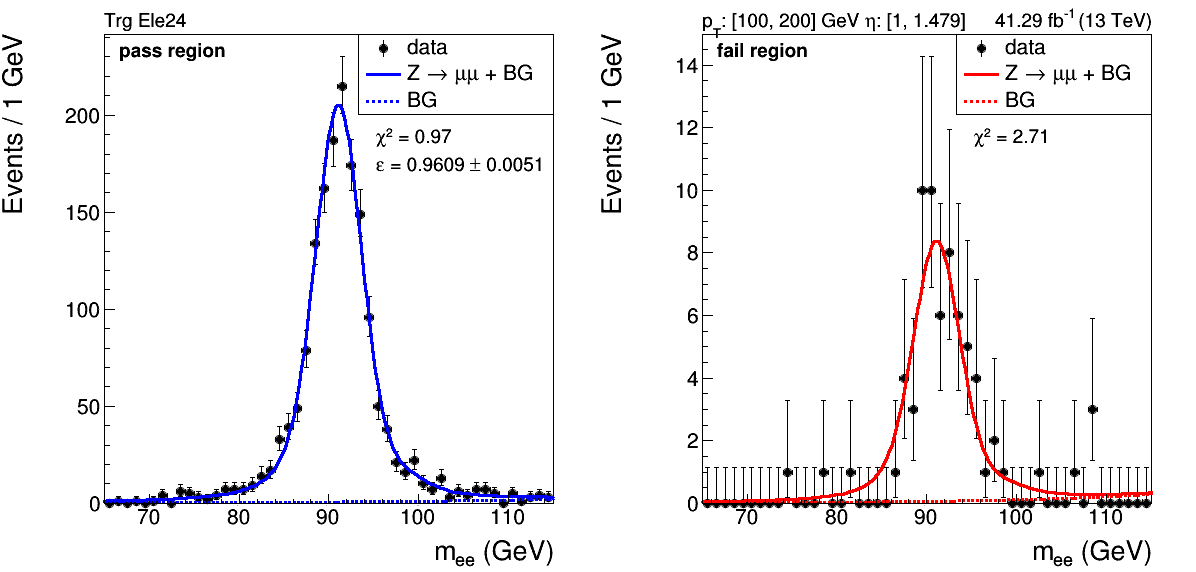 Trg Ele24
pass region
Events / 1 GeV
data
Z → μμ + BG
BG
χ² = 0.97
ε = 0.9609 ± 0.0051
200
150
100
50
0
70 80 90 100 110
m_ee (GeV)
p_T: [100, 200] GeV η: [1, 1.479] 41.29 fb⁻¹ (13 TeV)
fail region
Events / 1 GeV
data
Z → μμ + BG
BG
χ² = 2.71
14
12
10
8
6
4
2
0
70 80 90 100 110
m_ee (GeV)